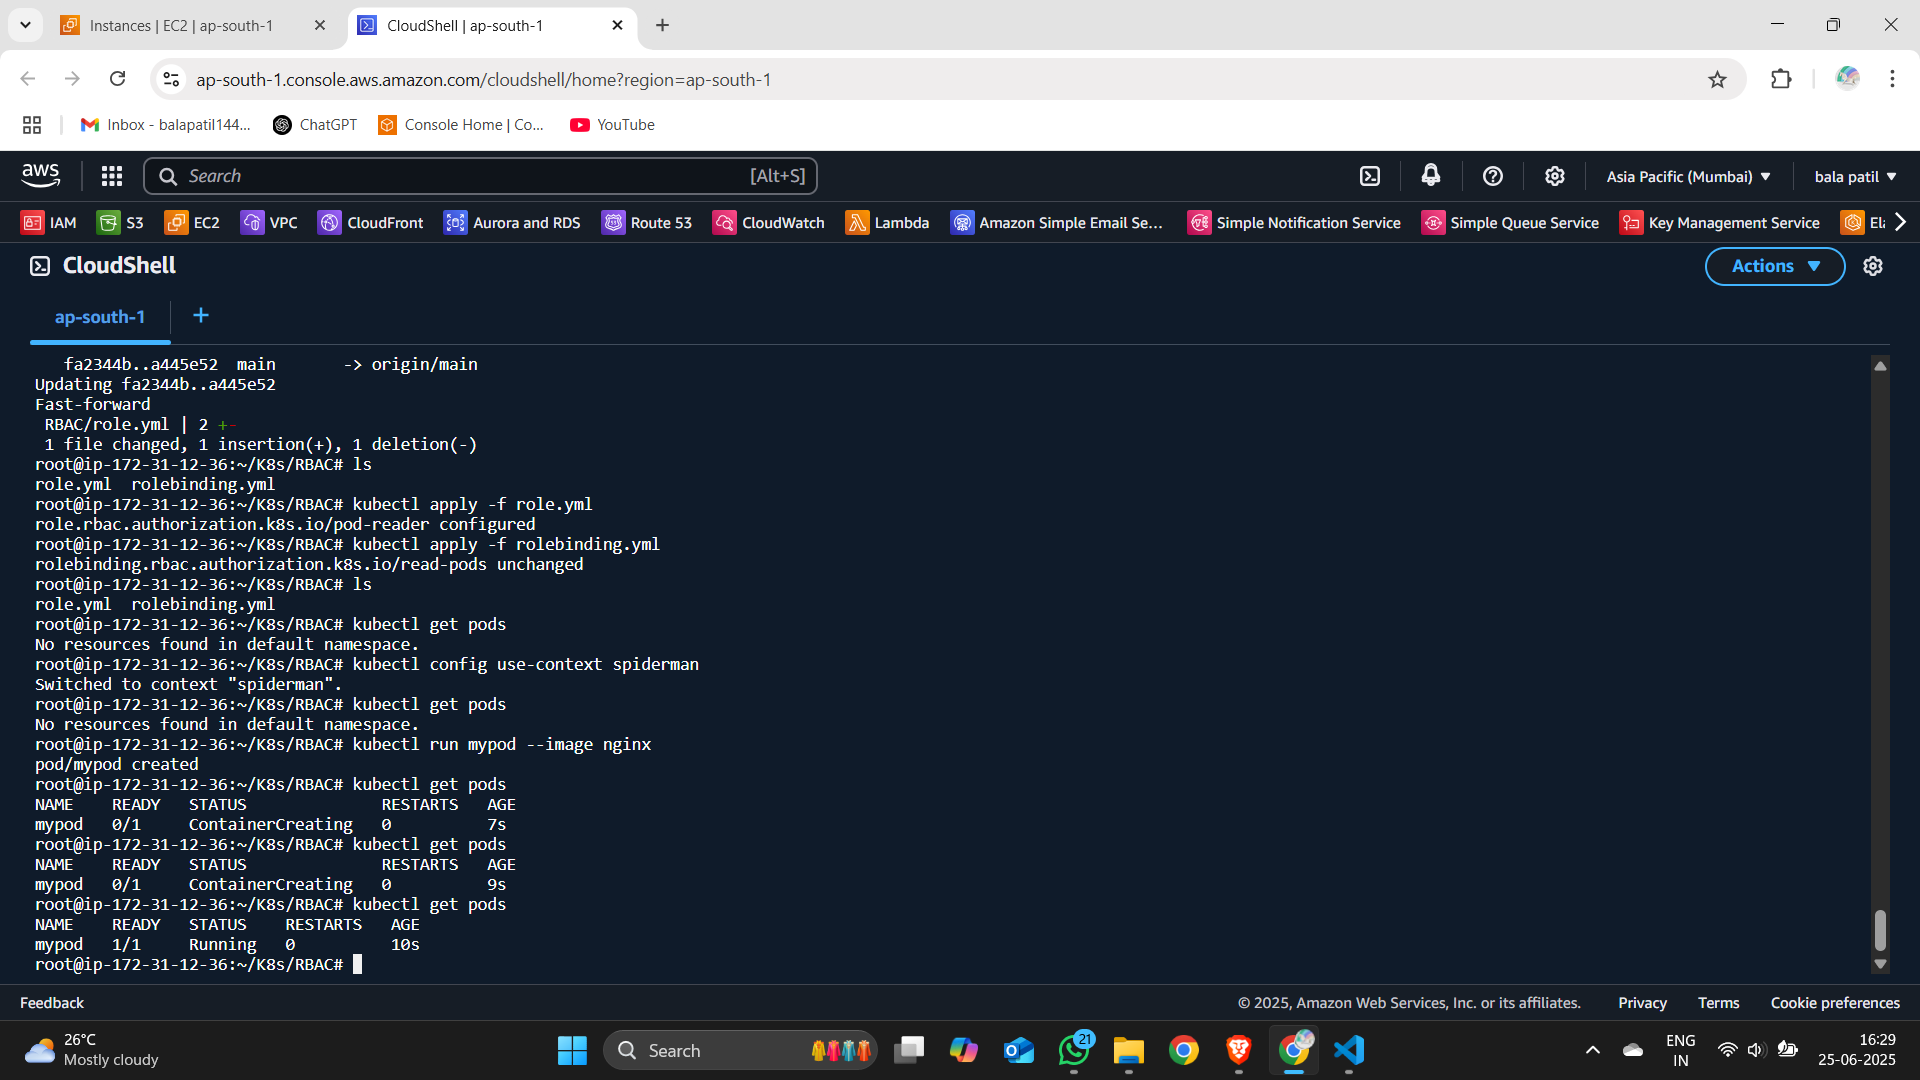 Instances | EC2 | ap-south-1
CloudShell | ap-south-1
ap-south-1.console.aws.amazon.com/cloudshell/home?region=ap-south-1
Inbox - balapatil144...
ChatGPT
Console Home | Co...
YouTube
aws
Search
[Alt+S]
Asia Pacific (Mumbai)
bala patil
IAM
S3
EC2
VPC
CloudFront
Aurora and RDS
Route 53
CloudWatch
Lambda
Amazon Simple Email Se...
Simple Notification Service
Simple Queue Service
Key Management Service
Ela
CloudShell
Actions
ap-south-1
   fa2344b..a445e52  main       -> origin/main
Updating fa2344b..a445e52
Fast-forward
 RBAC/role.yml | 2 +-
 1 file changed, 1 insertion(+), 1 deletion(-)
root@ip-172-31-12-36:~/K8s/RBAC# ls
role.yml  rolebinding.yml
root@ip-172-31-12-36:~/K8s/RBAC# kubectl apply -f role.yml
role.rbac.authorization.k8s.io/pod-reader configured
root@ip-172-31-12-36:~/K8s/RBAC# kubectl apply -f rolebinding.yml
rolebinding.rbac.authorization.k8s.io/read-pods unchanged
root@ip-172-31-12-36:~/K8s/RBAC# ls
role.yml  rolebinding.yml
root@ip-172-31-12-36:~/K8s/RBAC# kubectl get pods
No resources found in default namespace.
root@ip-172-31-12-36:~/K8s/RBAC# kubectl config use-context spiderman
Switched to context "spiderman".
root@ip-172-31-12-36:~/K8s/RBAC# kubectl get pods
No resources found in default namespace.
root@ip-172-31-12-36:~/K8s/RBAC# kubectl run mypod --image nginx
pod/mypod created
root@ip-172-31-12-36:~/K8s/RBAC# kubectl get pods
NAME    READY   STATUS              RESTARTS   AGE
mypod   0/1     ContainerCreating   0          7s
root@ip-172-31-12-36:~/K8s/RBAC# kubectl get pods
NAME    READY   STATUS              RESTARTS   AGE
mypod   0/1     ContainerCreating   0          9s
root@ip-172-31-12-36:~/K8s/RBAC# kubectl get pods
NAME    READY   STATUS    RESTARTS   AGE
mypod   1/1     Running   0          10s
root@ip-172-31-12-36:~/K8s/RBAC#
Feedback
© 2025, Amazon Web Services, Inc. or its affiliates.
Privacy
Terms
Cookie preferences
26°C
Mostly cloudy
Search
21
ENG
IN
16:29
25-06-2025